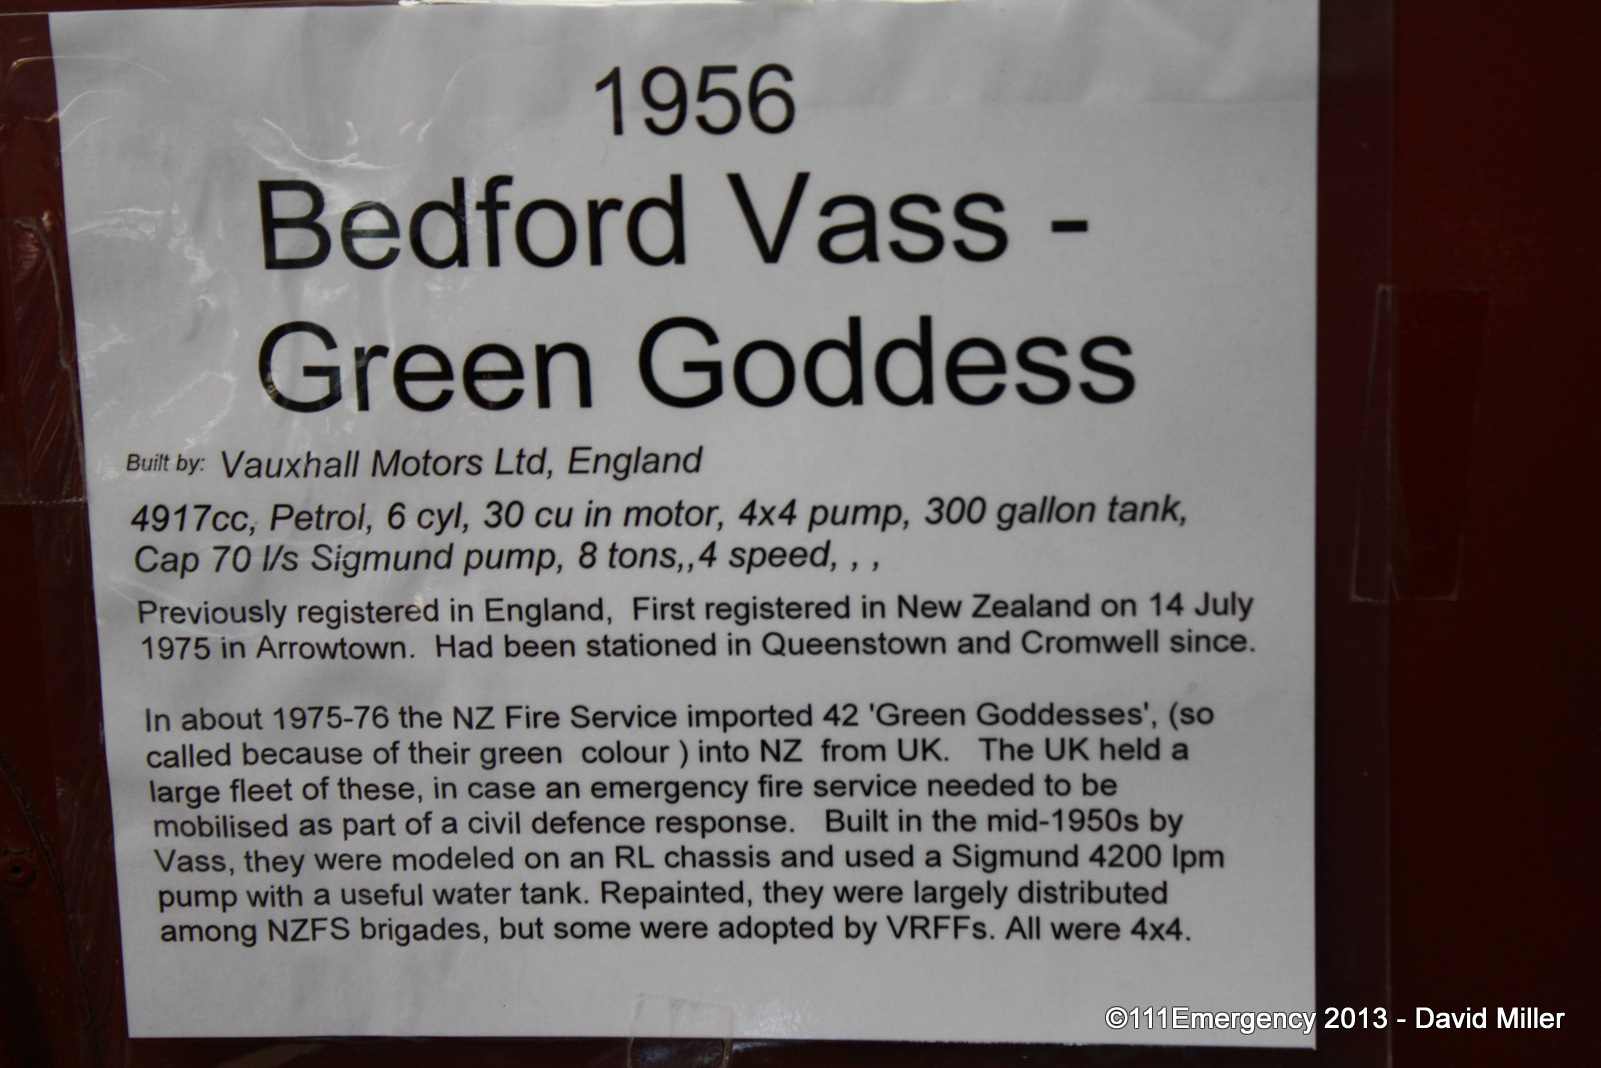 1956
Bedford Vass -
Green Goddess
Built by: Vauxhall Motors Ltd, England
4917cc, Petrol, 6 cyl, 30 cu in motor, 4x4 pump, 300 gallon tank,
Cap 70 l/s Sigmund pump, 8 tons,,4 speed, , ,
Previously registered in England,  First registered in New Zealand on 14 July
1975 in Arrowtown.  Had been stationed in Queenstown and Cromwell since.
In about 1975-76 the NZ Fire Service imported 42 'Green Goddesses', (so
called because of their green  colour ) into NZ  from UK.   The UK held a
large fleet of these, in case an emergency fire service needed to be
mobilised as part of a civil defence response.   Built in the mid-1950s by
Vass, they were modeled on an RL chassis and used a Sigmund 4200 lpm
pump with a useful water tank. Repainted, they were largely distributed
among NZFS brigades, but some were adopted by VRFFs. All were 4x4.
©111Emergency 2013 - David Miller